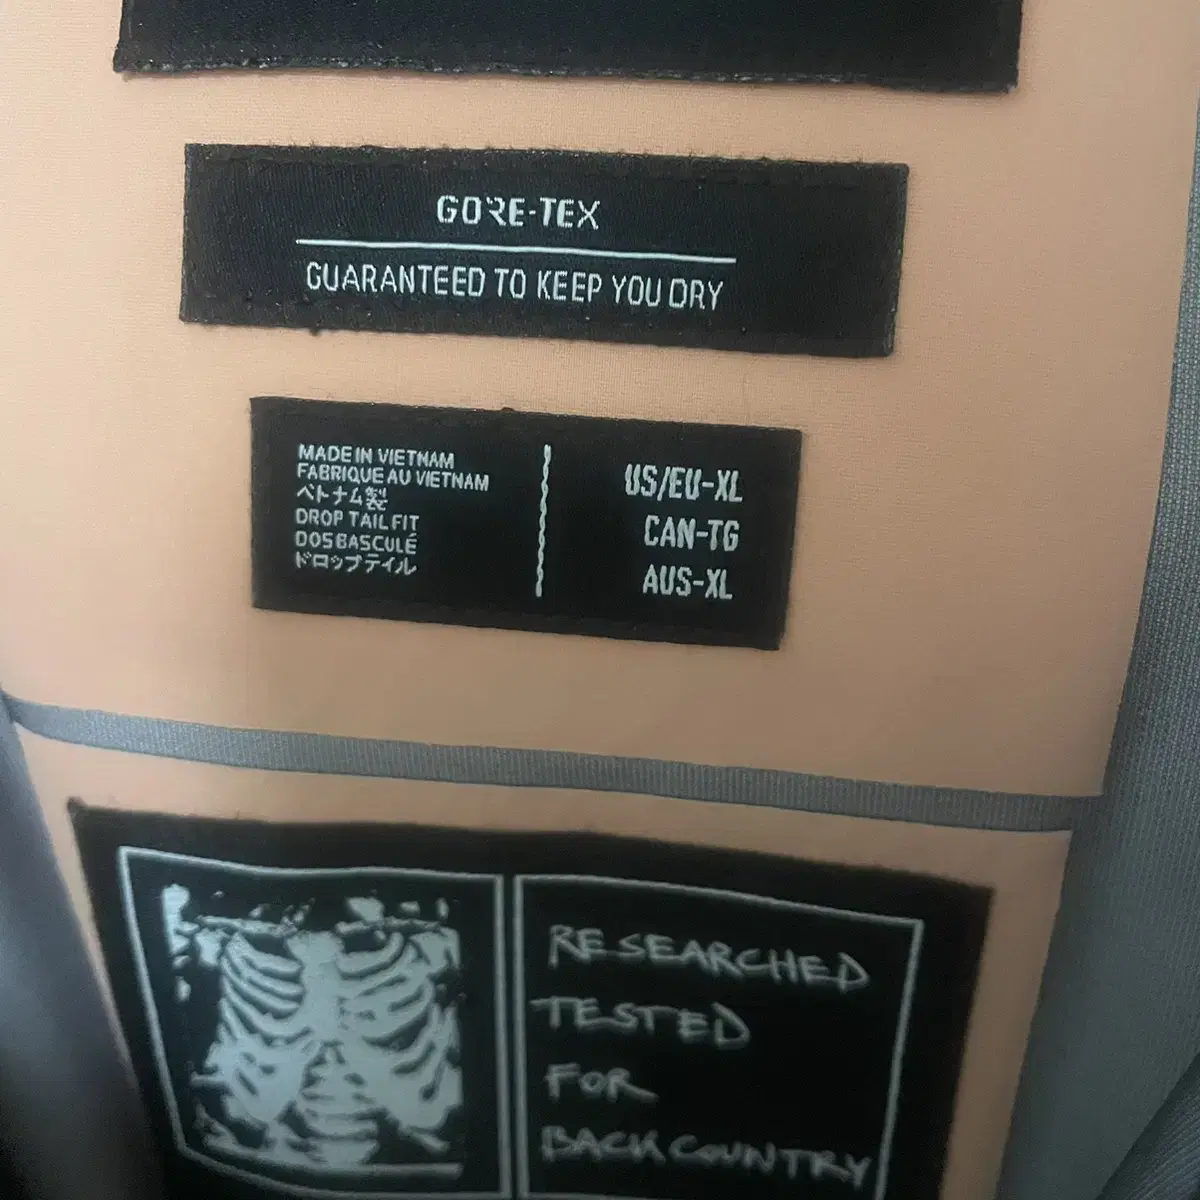 GORE-TEX
GUARANTEED TO KEEP YOU DRY
MADE IN VIETNAM
FABRIQUE AU VIETNAM
ベトナム製
DROP TAIL FIT
DOS BASCULÉ
ドロップテイル
US/EU-XL
CAN-TG
AUS-XL
RESEARCHED
TESTED
FOR
BACKCOUNTRY